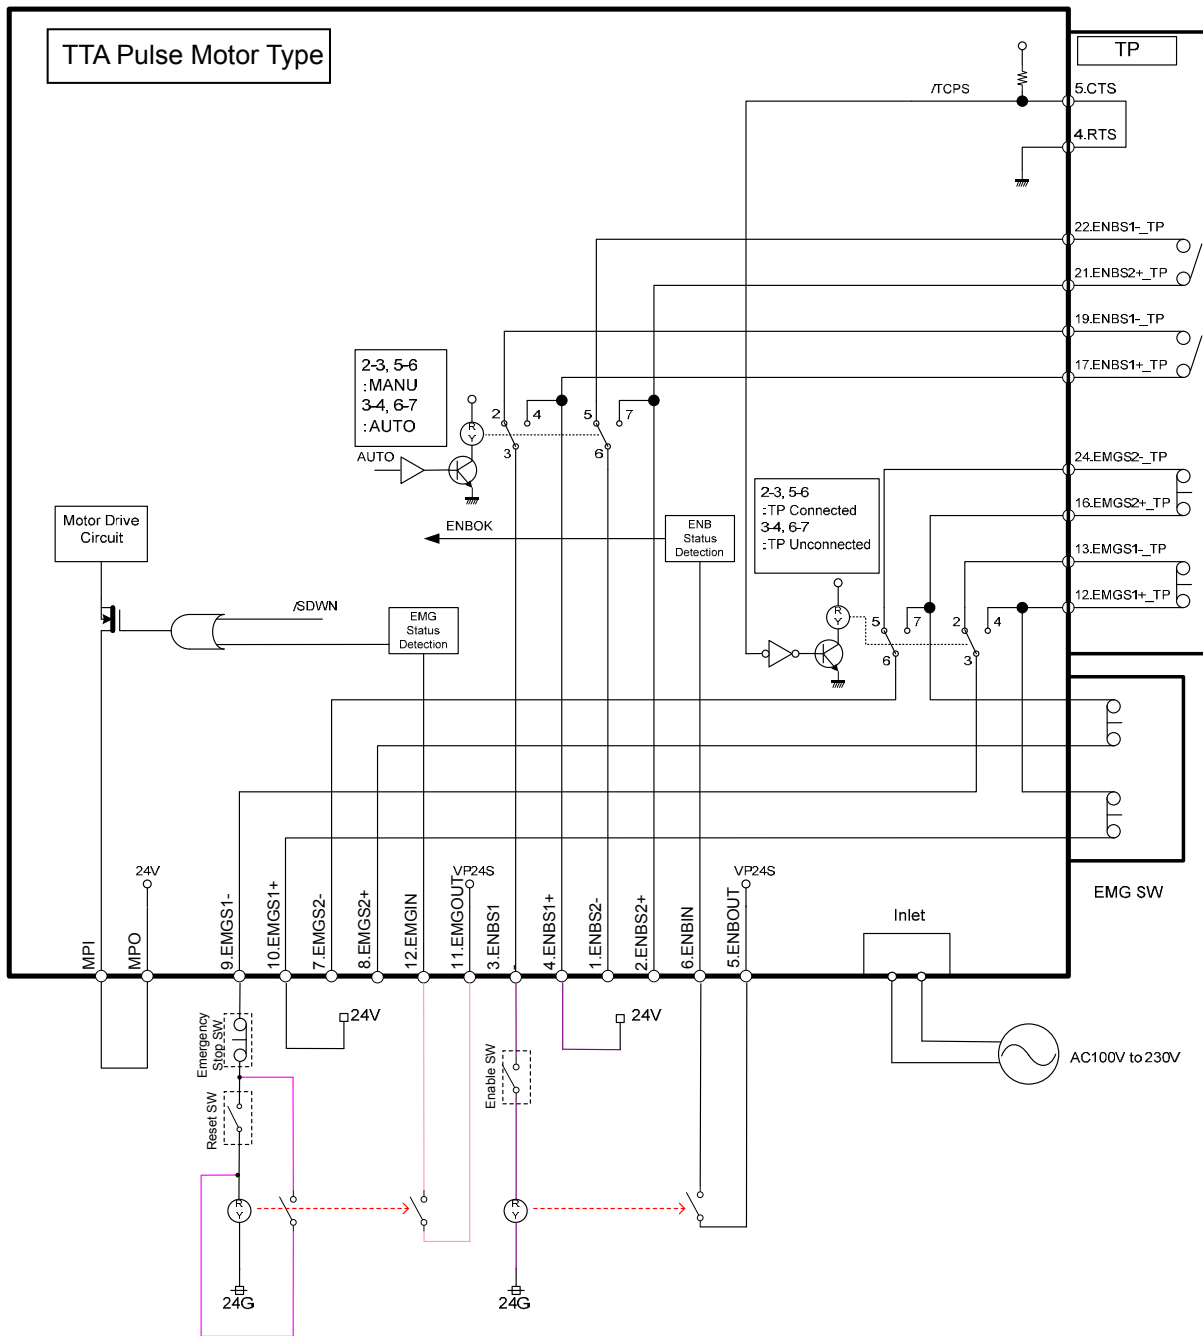 TTA Pulse Motor Type
TP
/TCPS
5.CTS
4.RTS
22.ENBS1-_TP
21.ENBS2+_TP
19.ENBS1-_TP
17.ENBS1+_TP
2-3, 5-6
:MANU
3-4, 6-7
:AUTO
2
4
5
7
R
Y
3
6
AUTO
24.EMGS2-_TP
16.EMGS2+_TP
13.EMGS1-_TP
12.EMGS1+_TP
2-3, 5-6
:TP Connected
3-4, 6-7
:TP Unconnected
Motor Drive
Circuit
ENBOK
ENB
Status
Detection
/SDWN
EMG
Status
Detection
R
Y
5
7
2
4
6
3
24V
VP24S
VP24S
EMG SW
MPI
MPO
9.EMGS1-
10.EMGS1+
7.EMGS2-
8.EMGS2+
12.EMGIN
11.EMGOUT
3.ENBS1
4.ENBS1+
1.ENBS2-
2.ENBS2+
6.ENBIN
5.ENBOUT
Inlet
Emergency
Stop SW
24V
24V
Enable SW
AC100V to 230V
Reset SW
R
Y
R
Y
24G
24G